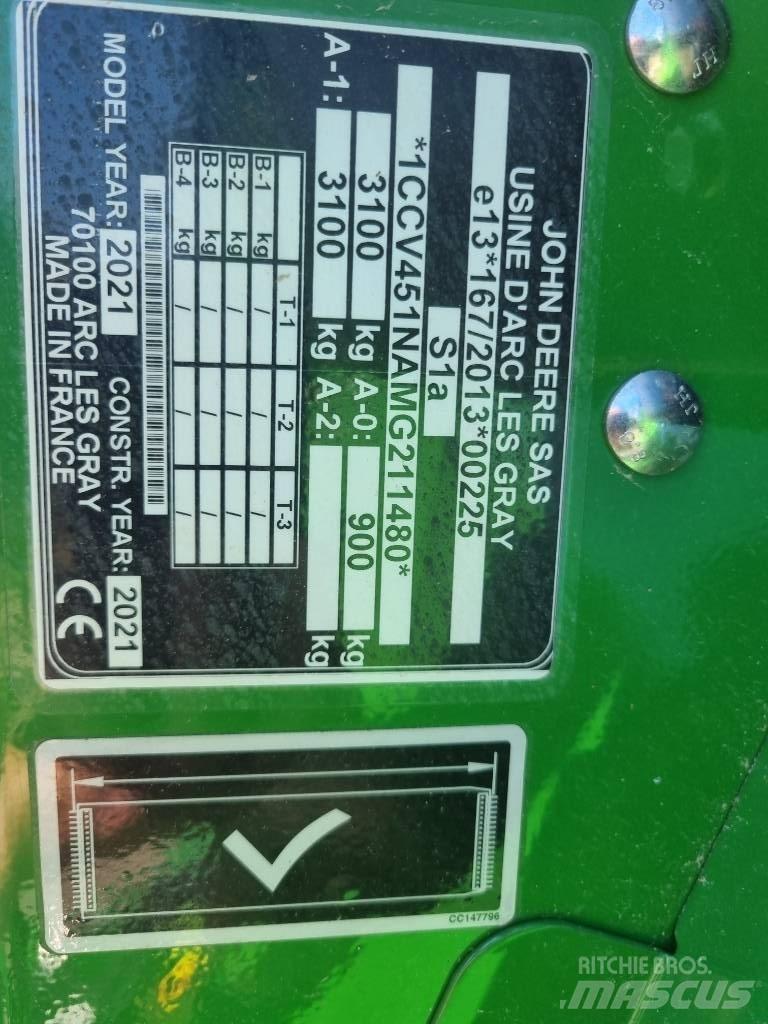 JOHN DEERE SAS
USINE D'ARC LES GRAY
e13*167/2013*00225
S1a
*1CCV451NAMG211480*
3100 kg A-0: 900 kg
A-1: 3100 kg A-2: kg
T-1 T-2 T-3
B-1 kg / / /
B-2 kg / / /
B-3 kg / / /
B-4 kg / / /
MODEL YEAR: 2021 CONSTR. YEAR: 2021
70100 ARC LES GRAY
MADE IN FRANCE
CE
CC147796
JH
JH
RITCHIE BROS.
MASCUS